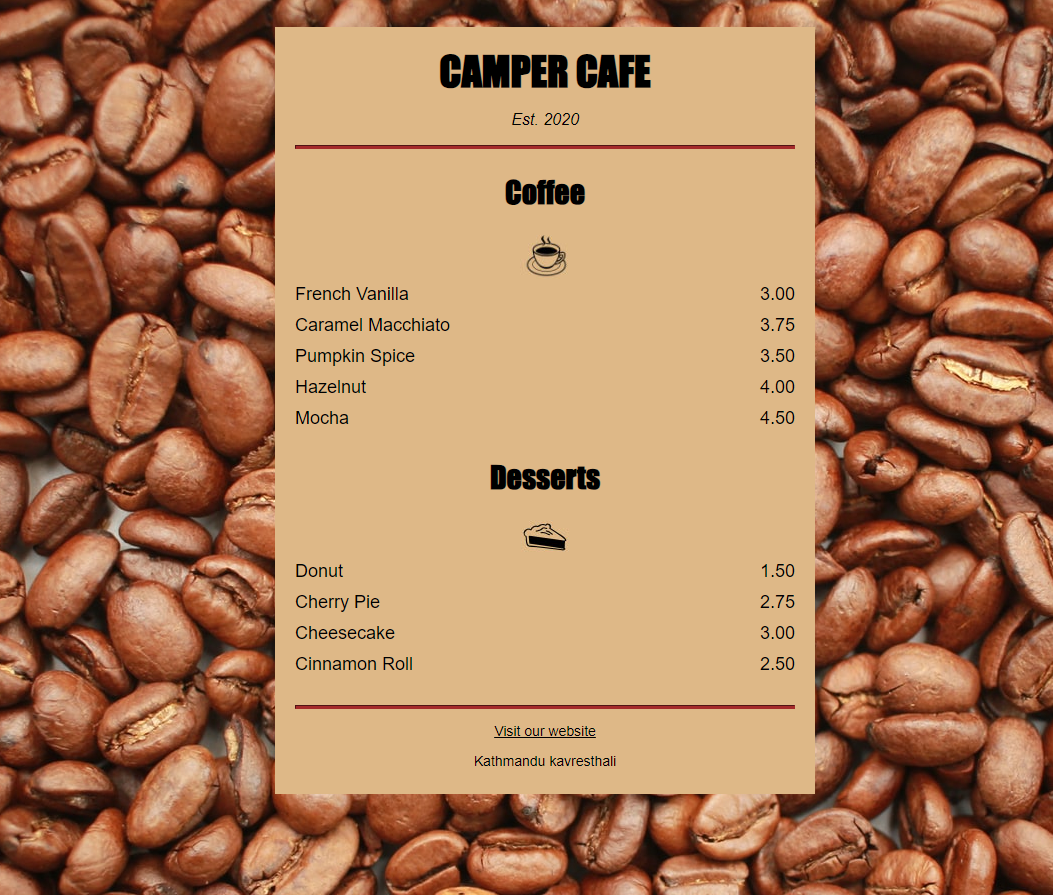 CAMPER CAFE
Est. 2020
Coffee
French Vanilla 3.00
Caramel Macchiato 3.75
Pumpkin Spice 3.50
Hazelnut 4.00
Mocha 4.50
Desserts
Donut 1.50
Cherry Pie 2.75
Cheesecake 3.00
Cinnamon Roll 2.50
Visit our website
Kathmandu kavresthali